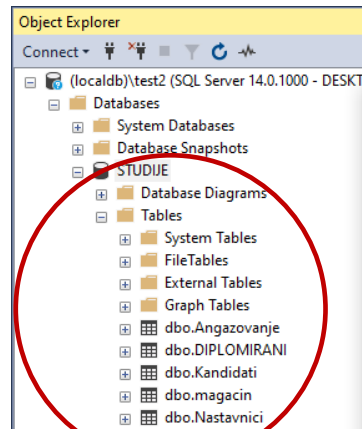 Object Explorer
Connect
(localdb)\test2 (SQL Server 14.0.1000 - DESKT
Databases
System Databases
Database Snapshots
STUDIJE
Database Diagrams
Tables
System Tables
FileTables
External Tables
Graph Tables
dbo.Angazovanje
dbo.DIPLOMIRANI
dbo.Kandidati
dbo.magacin
dbo.Nastavnici